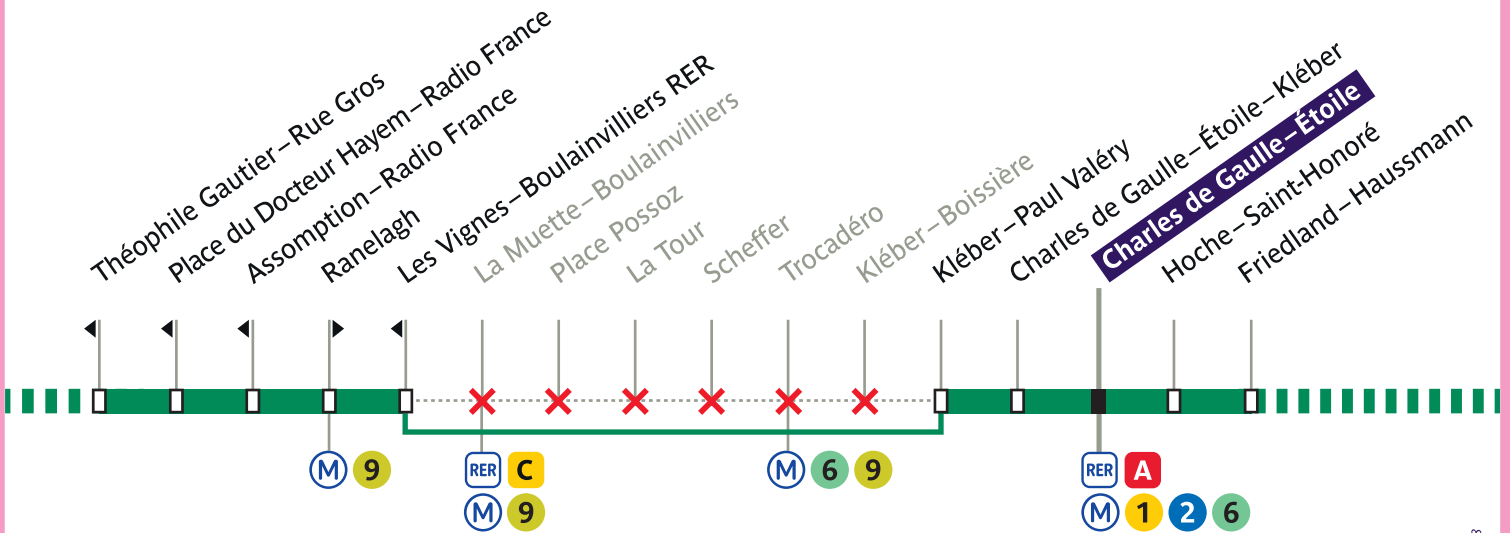 Théophile Gautier–Rue Gros
Place du Docteur Hayem–Radio France
Assomption–Radio France
Ranelagh
Les Vignes–Boulainvilliers RER
La Muette–Boulainvilliers
Place Possoz
La Tour
Scheffer
Trocadéro
Kléber–Boissière
Kléber–Paul Valéry
Charles de Gaulle–Étoile–Kléber
Charles de Gaulle–Étoile
Hoche–Saint-Honoré
Friedland–Haussmann
M 9
RER C
M 9
M 6 9
RER A
M 1 2 6